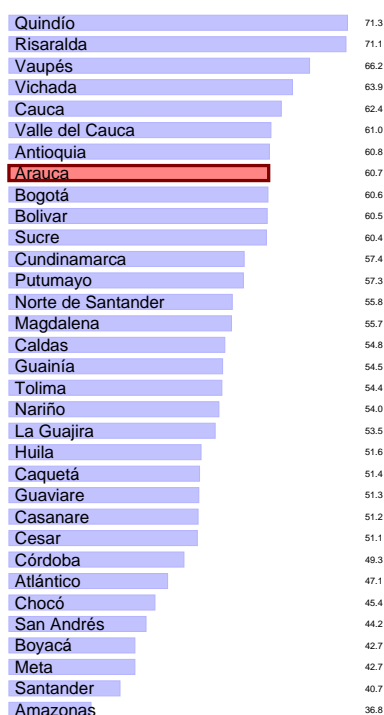 Quindío 71.3
Risaralda 71.1
Vaupés 66.2
Vichada 63.9
Cauca 62.4
Valle del Cauca 61.0
Antioquia 60.8
Arauca 60.7
Bogotá 60.6
Bolivar 60.5
Sucre 60.4
Cundinamarca 57.4
Putumayo 57.3
Norte de Santander 55.8
Magdalena 55.7
Caldas 54.8
Guainía 54.5
Tolima 54.4
Nariño 54.0
La Guajira 53.5
Huila 51.6
Caquetá 51.4
Guaviare 51.3
Casanare 51.2
Cesar 51.1
Córdoba 49.3
Atlántico 47.1
Chocó 45.4
San Andrés 44.2
Boyacá 42.7
Meta 42.7
Santander 40.7
Amazonas 36.8